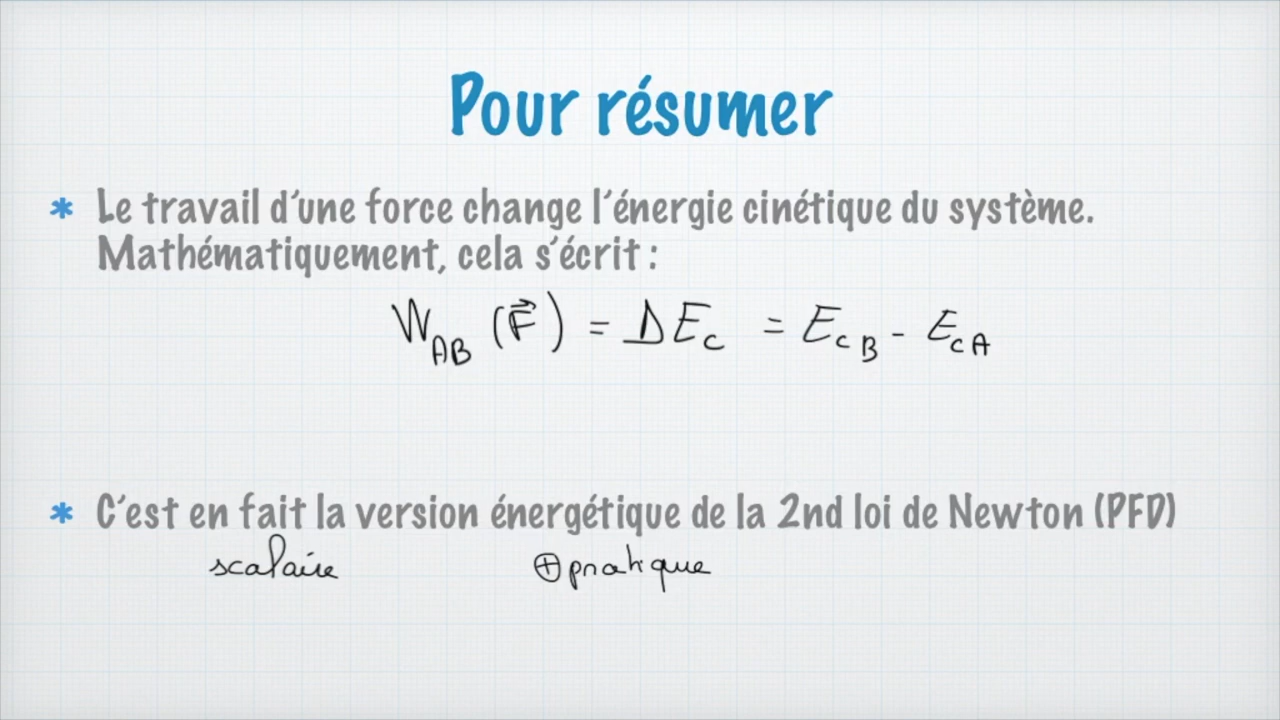 Pour résumer
* Le travail d'une force change l'énergie cinétique du système.
Mathématiquement, cela s'écrit :
W_AB (F⃗) = ΔE_c = E_cB - E_cA
* C'est en fait la version énergétique de la 2nd loi de Newton (PFD)
scalaire ⊕ pratique